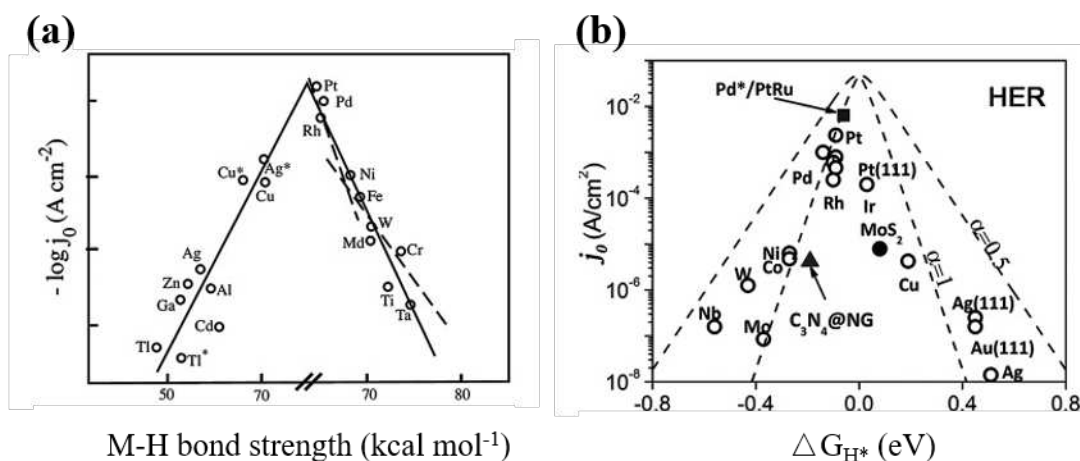 (a)
- log j0 (A cm-2)
Pt
Pd
Rh
Cu*
Ag*
Cu
Ni
Fe
W
Md
Cr
Ag
Zn
Al
Ga
Ti
Ta
Cd
Tl
Tl*
50
70
70
80
M-H bond strength (kcal mol-1)
(b)
HER
j0 (A/cm2)
10-2
10-4
10-6
10-8
Pd*/PtRu
Pt
Pt(111)
Pd
Rh
Ir
MoS2
α=1
α=0.5
Ni
Co
Cu
W
Nb
Mo
C3N4@NG
Ag(111)
Au(111)
Ag
-0.8
-0.4
0.0
0.4
0.8
△GH* (eV)